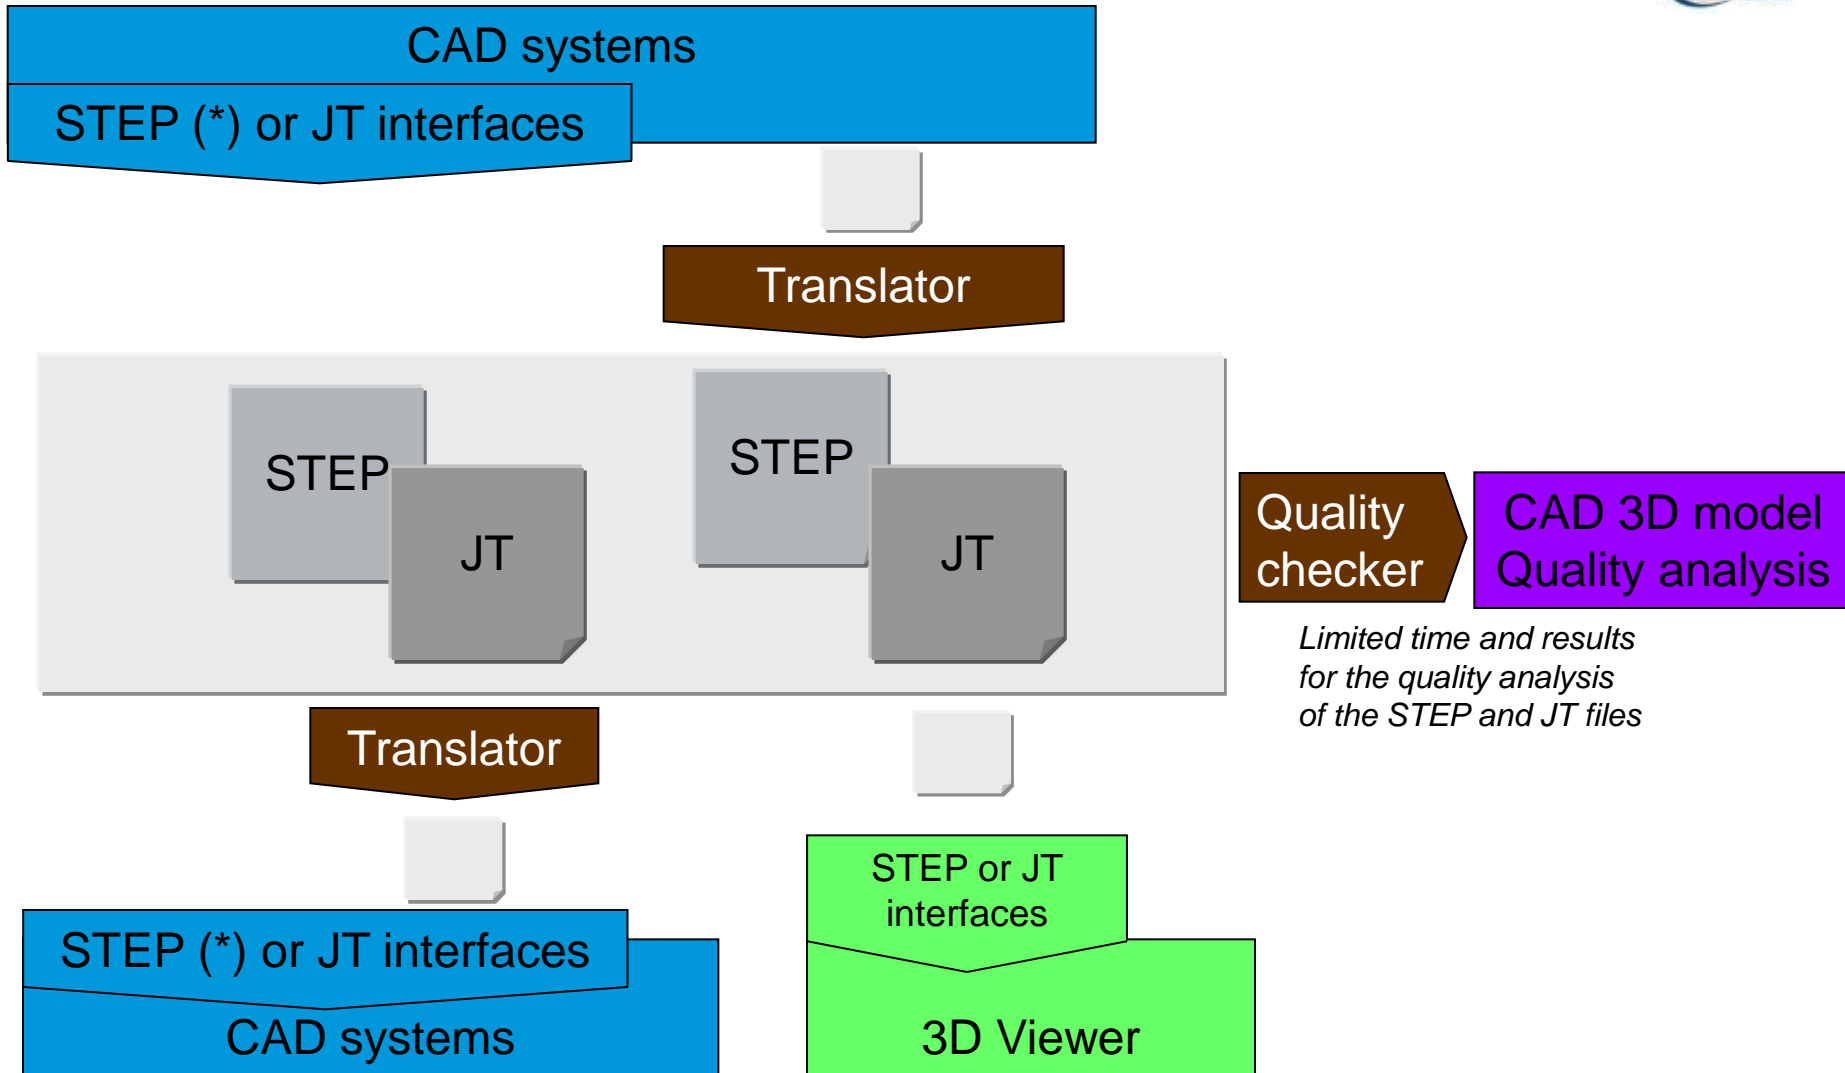 CAD systems
STEP (*) or JT interfaces
Translator
STEP
JT
STEP
JT
Quality
checker
CAD 3D model
Quality analysis
Limited time and results
for the quality analysis
of the STEP and JT files
Translator
STEP or JT
interfaces
STEP (*) or JT interfaces
CAD systems
3D Viewer